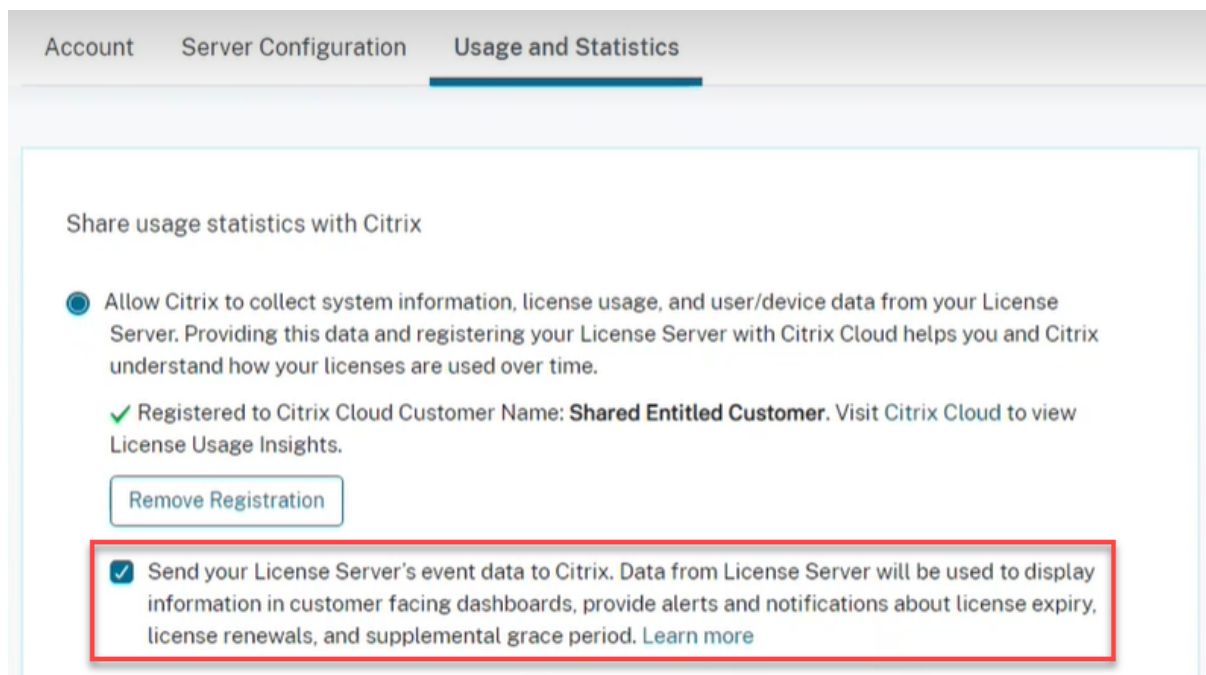 Account Server Configuration Usage and Statistics
Share usage statistics with Citrix
Allow Citrix to collect system information, license usage, and user/device data from your License
Server. Providing this data and registering your License Server with Citrix Cloud helps you and Citrix
understand how your licenses are used over time.
Registered to Citrix Cloud Customer Name: Shared Entitled Customer. Visit Citrix Cloud to view
License Usage Insights.
Remove Registration
Send your License Server's event data to Citrix. Data from License Server will be used to display
information in customer facing dashboards, provide alerts and notifications about license expiry,
license renewals, and supplemental grace period. Learn more